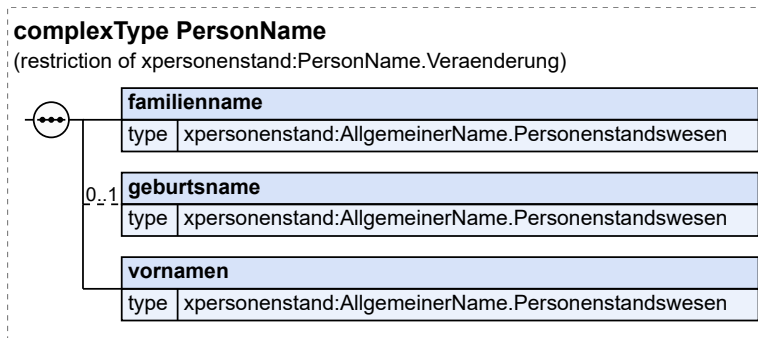 complexType PersonName
(restriction of xpersonenstand:PersonName.Veraenderung)
familienname
type xpersonenstand:AllgemeinerName.Personenstandswesen
0..1 geburtsname
type xpersonenstand:AllgemeinerName.Personenstandswesen
vornamen
type xpersonenstand:AllgemeinerName.Personenstandswesen